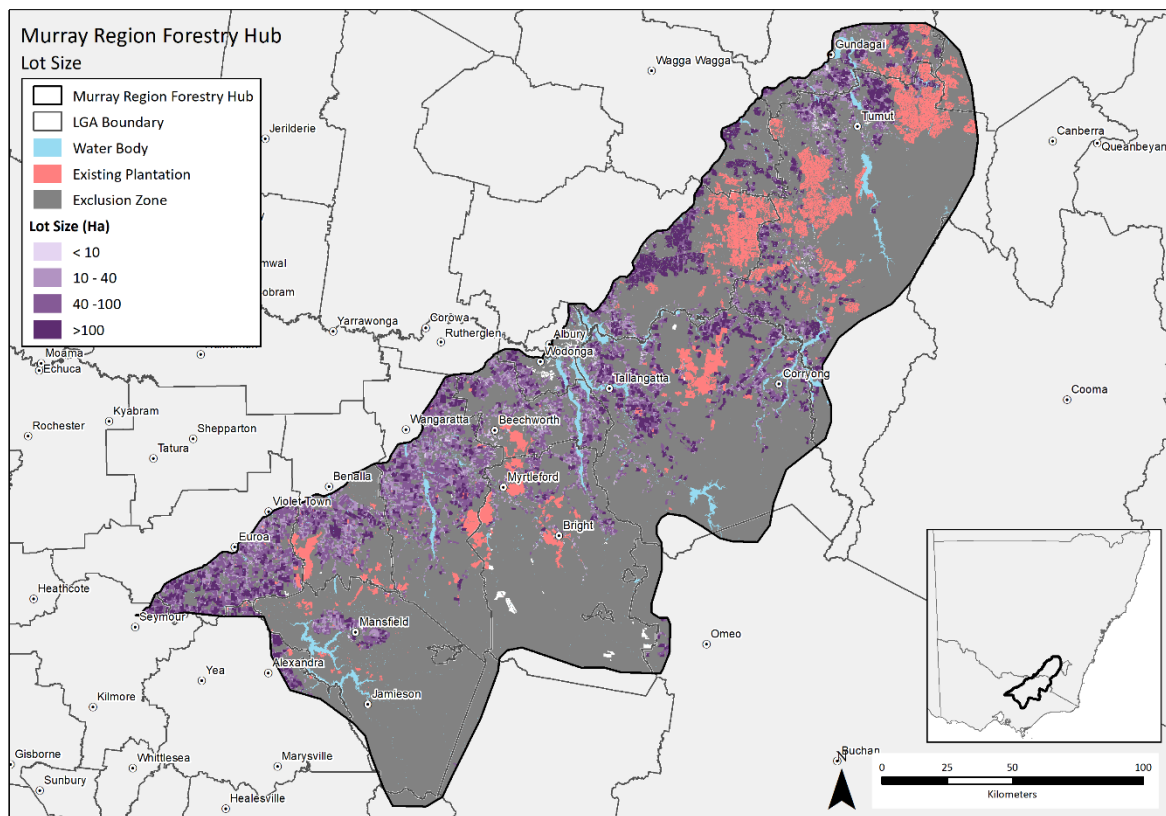 Murray Region Forestry Hub
Lot Size
Murray Region Forestry Hub
LGA Boundary
Water Body
Existing Plantation
Exclusion Zone
Lot Size (Ha)
< 10
10 - 40
40 -100
>100
Gundagai
Wagga Wagga
Tumut
Jerilderie
Canberra
Queanbeyan
mwal
obram
Yarrawonga
Corowa
Rutherglen
Albury
Wodonga
Moama
Echuca
Tallangatta
Corryong
Cooma
Kyabram
Rochester
Shepparton
Tatura
Wangaratta
Beechworth
Benalla
Myrtleford
Violet Town
Bright
Euroa
Heathcote
Seymour
Mansfield
Omeo
Yea
Alexandra
Jamieson
Kilmore
Gisborne
Whittlesea
Marysville
Sunbury
Healesville
Buchan
N
0 25 50 100
Kilometers